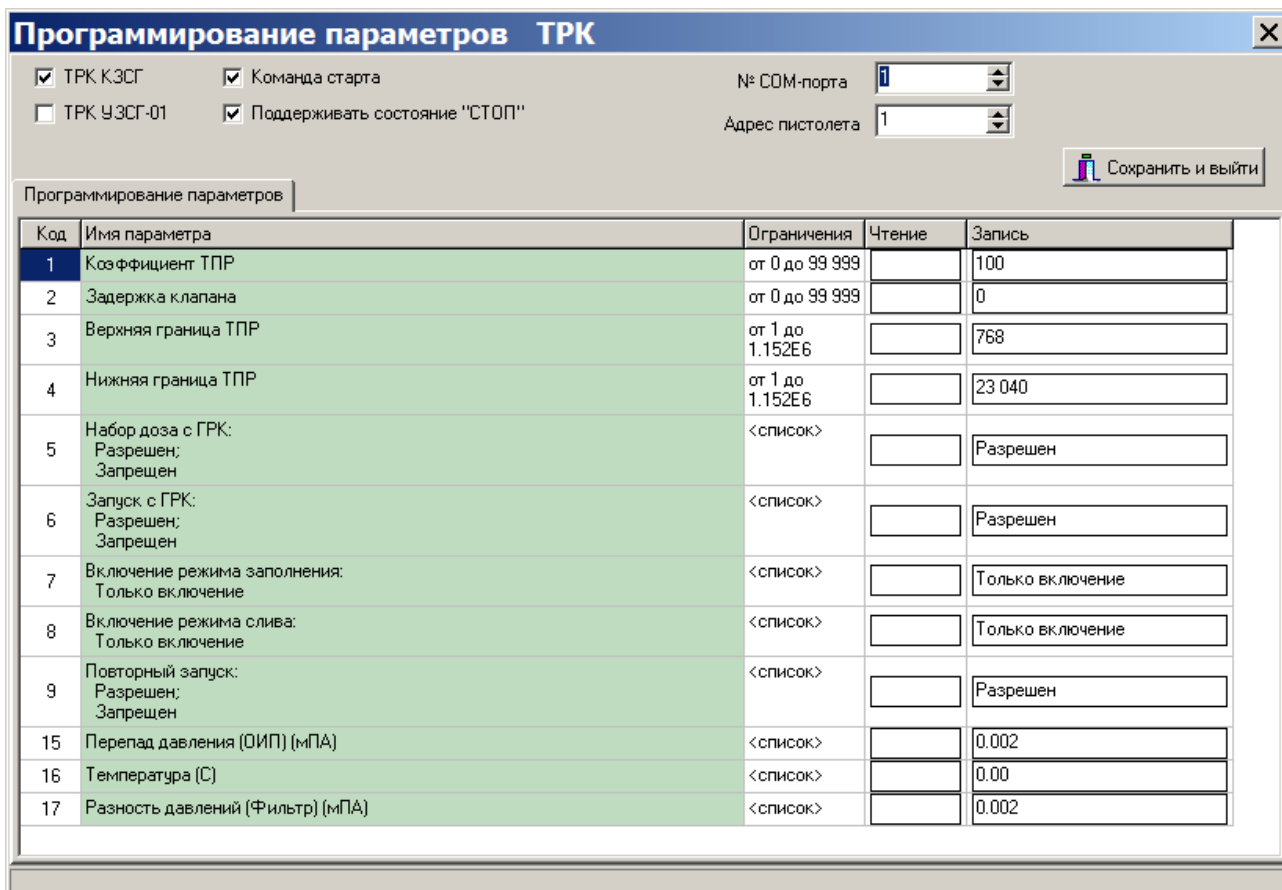 Программирование параметров ТРК
ТРК КЗСГ
Команда старта
№ COM-порта
1
ТРК УЗСГ-01
Поддерживать состояние "СТОП"
Адрес пистолета
1
Сохранить и выйти
Программирование параметров
Код Имя параметра Ограничения Чтение Запись
1 Коэффициент ТПР от 0 до 99 999 100
2 Задержка клапана от 0 до 99 999 0
3 Верхняя граница ТПР от 1 до 768
1.152E6
4 Нижняя граница ТПР от 1 до 23 040
1.152E6
Набор доза с ГРК: <список>
5 Разрешен; Разрешен
Запрещен
Запуск с ГРК: <список>
6 Разрешен; Разрешен
Запрещен
7 Включение режима заполнения: <список> Только включение
Только включение
8 Включение режима слива: <список> Только включение
Только включение
Повторный запуск: <список>
9 Разрешен; Разрешен
Запрещен
15 Перепад давления (ОИП) (мПА) <список> 0.002
16 Температура (С) <список> 0.00
17 Разность давлений (Фильтр) (мПА) <список> 0.002